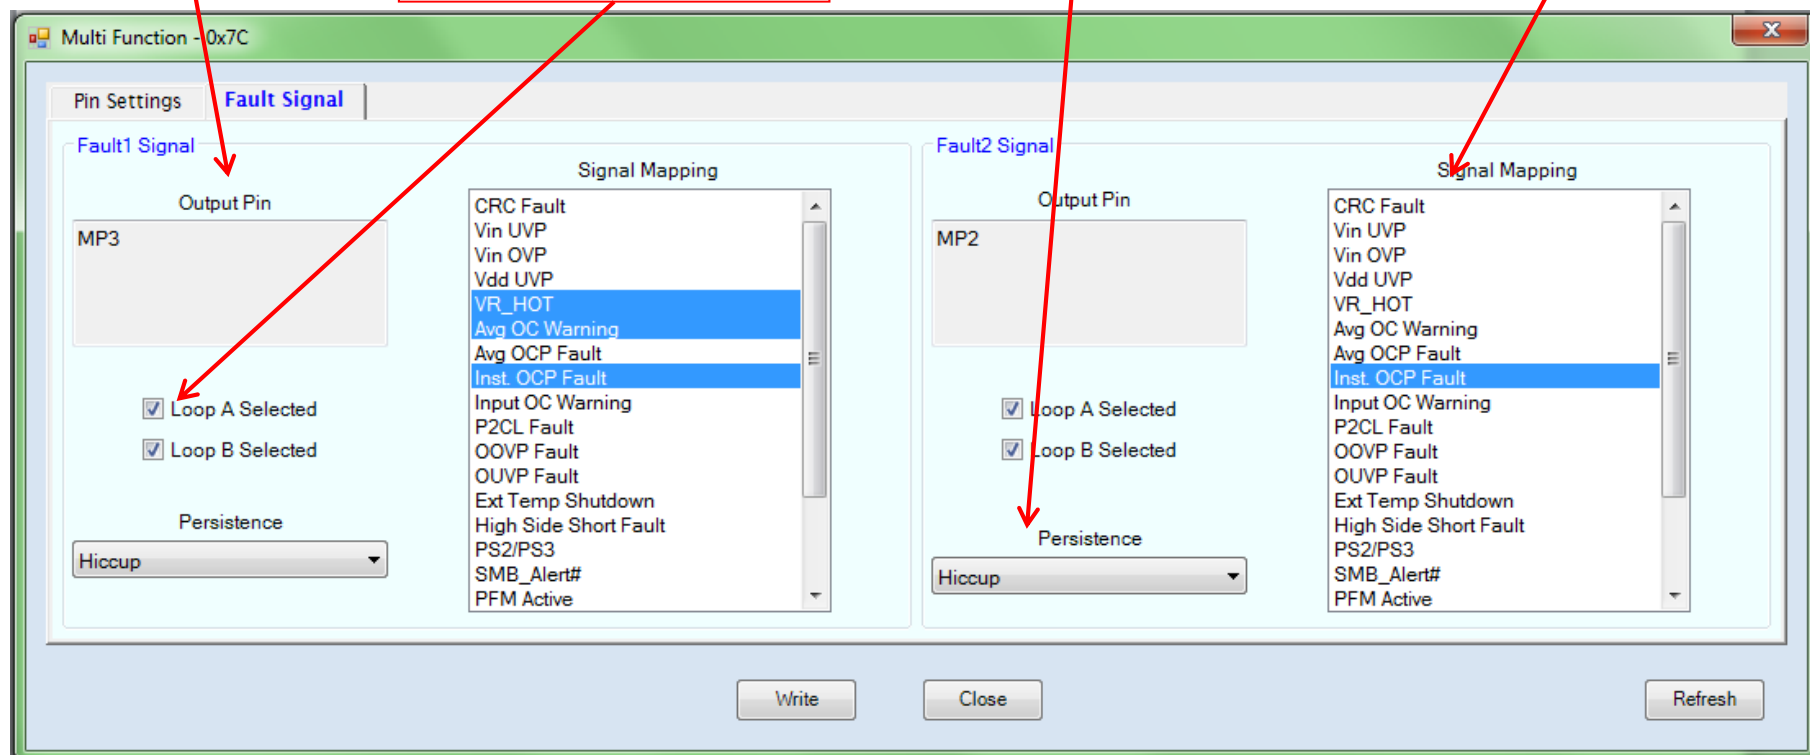 Multi Function - 0x7C
Pin Settings
Fault Signal
Fault1 Signal
Output Pin
MP3
Loop A Selected
Loop B Selected
Persistence
Hiccup
Signal Mapping
CRC Fault
Vin UVP
Vin OVP
Vdd UVP
VR_HOT
Avg OC Warning
Avg OCP Fault
Inst. OCP Fault
Input OC Warning
P2CL Fault
OOVP Fault
OUVP Fault
Ext Temp Shutdown
High Side Short Fault
PS2/PS3
SMB_Alert#
PFM Active
Fault2 Signal
Output Pin
MP2
Loop A Selected
Loop B Selected
Persistence
Hiccup
Signal Mapping
CRC Fault
Vin UVP
Vin OVP
Vdd UVP
VR_HOT
Avg OC Warning
Avg OCP Fault
Inst. OCP Fault
Input OC Warning
P2CL Fault
OOVP Fault
OUVP Fault
Ext Temp Shutdown
High Side Short Fault
PS2/PS3
SMB_Alert#
PFM Active
Write
Close
Refresh